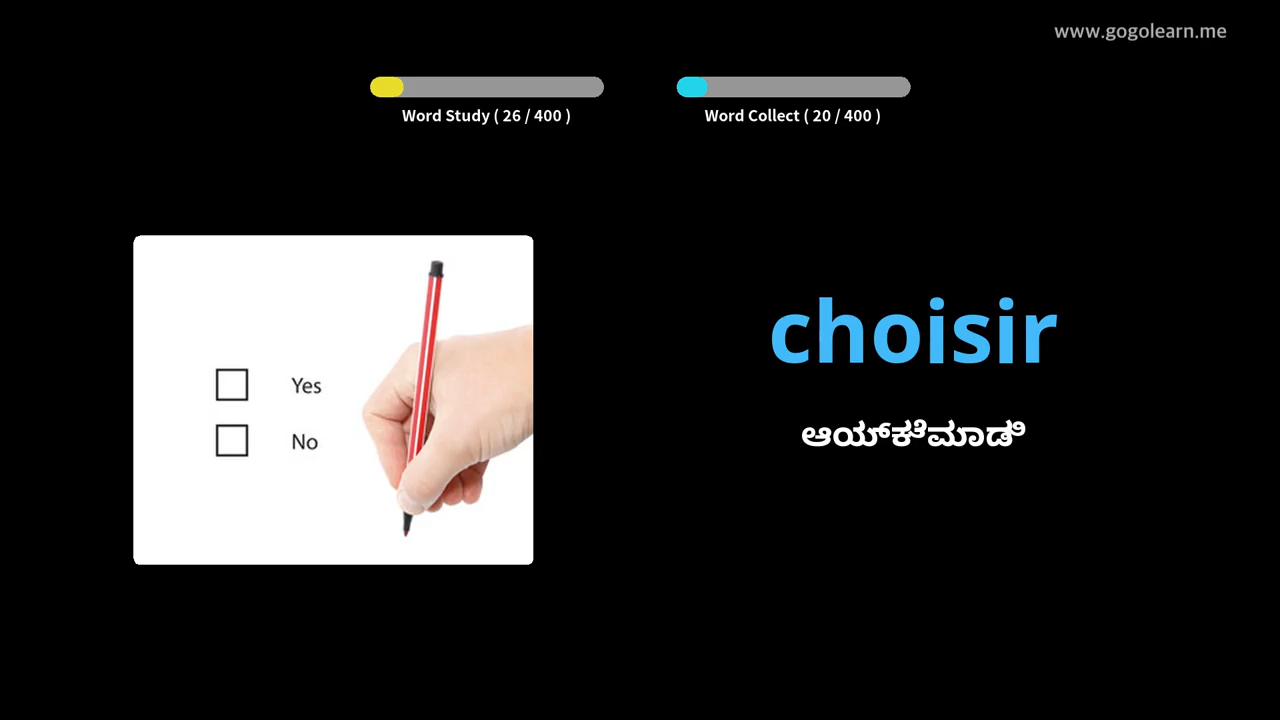 www.gogolearn.me
Word Study ( 26 / 400 )
Word Collect ( 20 / 400 )
choisir
ಆಯ್ಕೆಮಾಡಿ
Yes
No